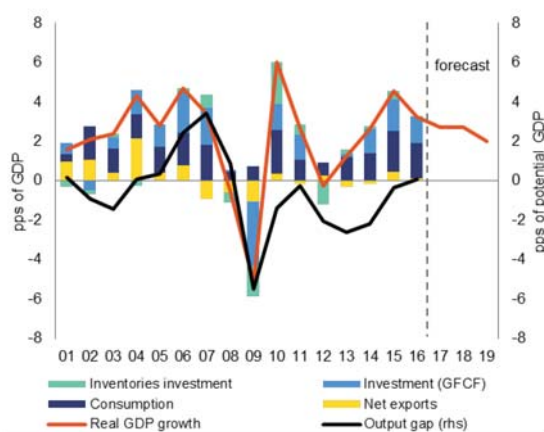 8 8
6 forecast 6
4 4
2 2
0 0
-2 -2
-4 -4
-6 -6
-8 -8
pps of GDP
pps of potential GDP
01 02 03 04 05 06 07 08 09 10 11 12 13 14 15 16 17 18 19
Inventories investment Investment (GFCF)
Consumption Net exports
Real GDP growth Output gap (rhs)